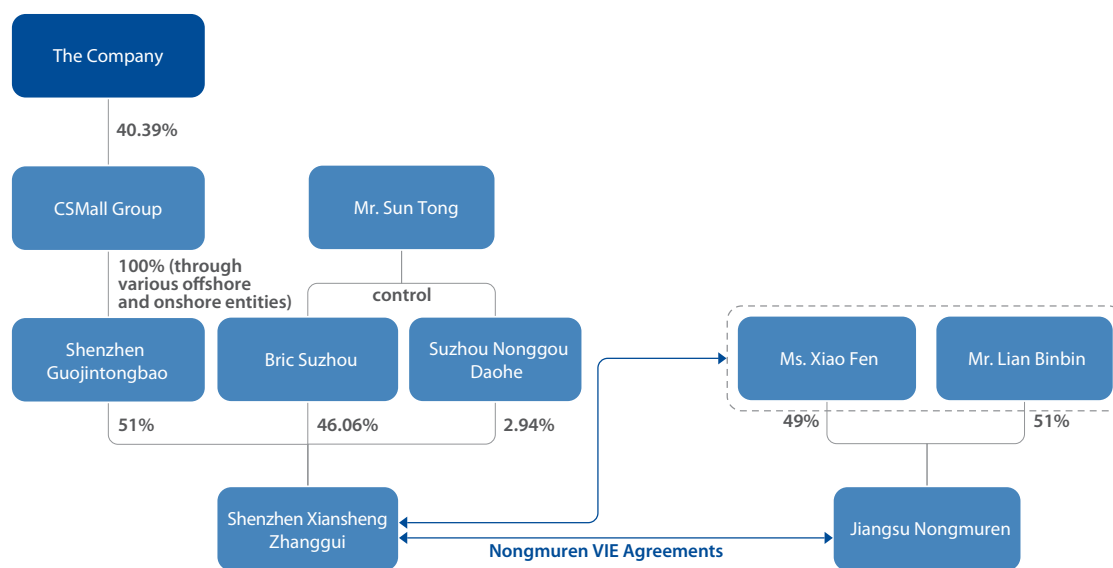 The Company
40.39%
CSMall Group
Mr. Sun Tong
100% (through
various offshore
and onshore entities)
control
Shenzhen
Guojintongbao
Bric Suzhou
Suzhou Nonggou
Daohe
Ms. Xiao Fen
Mr. Lian Binbin
51%
46.06%
2.94%
49%
51%
Shenzhen Xiansheng
Zhanggui
Jiangsu Nongmuren
Nongmuren VIE Agreements